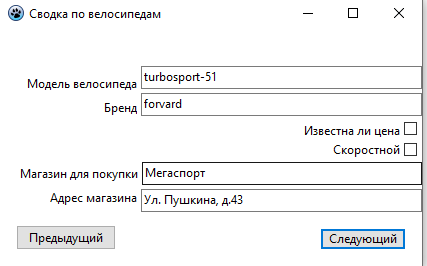 Сводка по велосипедам
Модель велосипеда turbosport-51
Бренд forvard
Известна ли цена
Скоростной
Магазин для покупки Мегаспорт
Адрес магазина Ул. Пушкина, д.43
Предыдущий Следующий